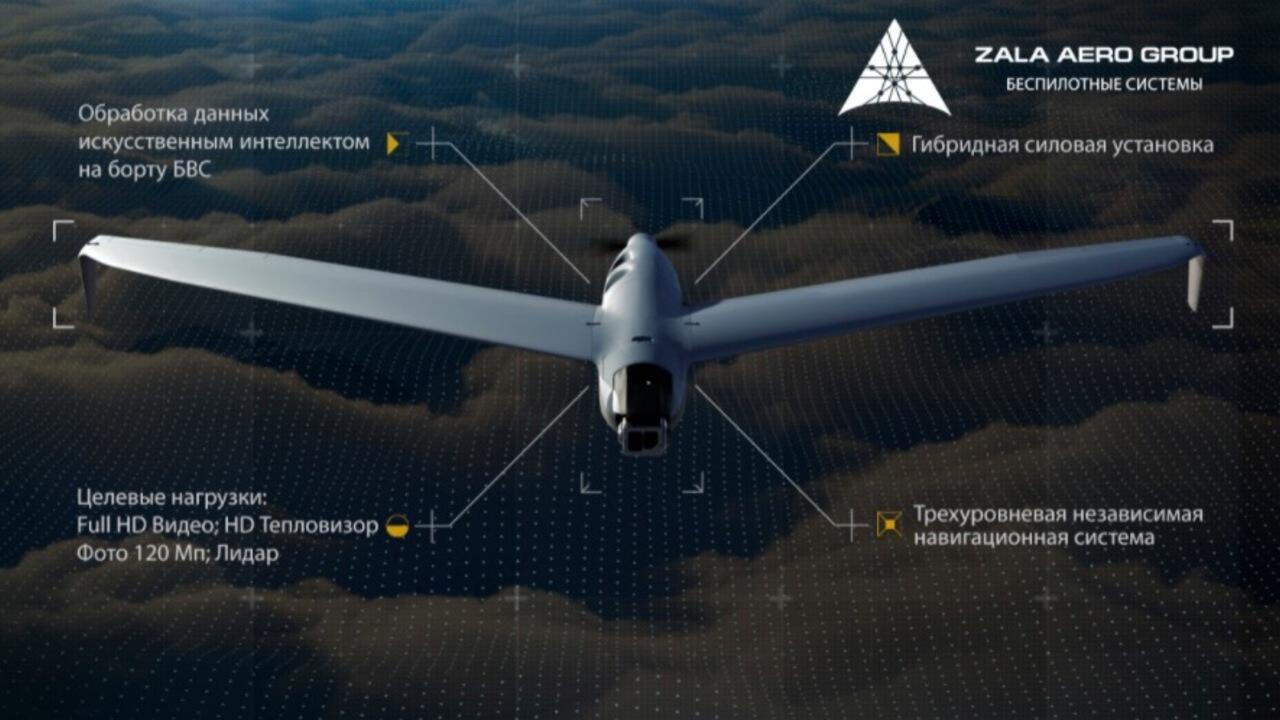 ZALA AERO GROUP
БЕСПИЛОТНЫЕ СИСТЕМЫ
Обработка данных
искусственным интеллектом
на борту БВС
Гибридная силовая установка
Целевые нагрузки:
Full HD Видео; HD Тепловизор
Фото 120 Мп; Лидар
Трехуровневая независимая
навигационная система